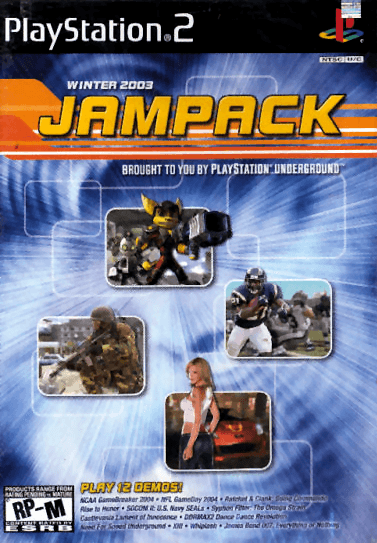 PlayStation®2
NTSC U/C
WINTER 2003
JAMPACK
BROUGHT TO YOU BY PLAYSTATION UNDERGROUND™
21
PLAY 12 DEMOS!
NCAA GameBreaker 2004 • NFL GameDay 2004 • Ratchet & Clank: Going Commando
Rise to Honor • SOCOM II: U.S. Navy SEALs • Syphon Filter: The Omega Strain
Castlevania Lament of Innocence • DDRMAX2 Dance Dance Revolution
Need For Speed Underground • XIII • Whiplash • James Bond 007: Everything or Nothing
PRODUCTS RANGE FROM
RATING PENDING to MATURE
RP-M
CONTENT RATED BY
ESRB